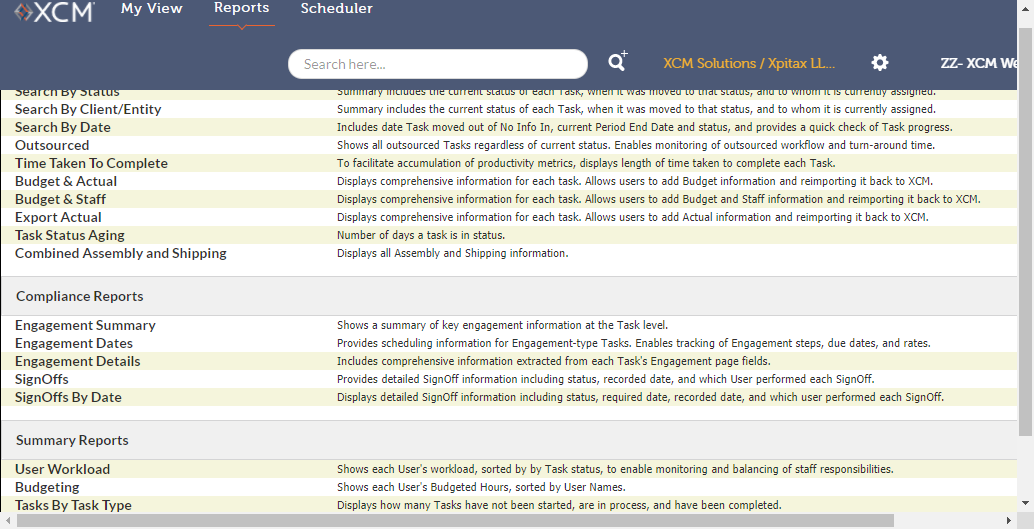 XCM My View Reports Scheduler
Search here... XCM Solutions / Xpitax LL... ZZ- XCM We
Search By Status Summary includes the current status of each Task, when it was moved to that status, and to whom it is currently assigned.
Search By Client/Entity Summary includes the current status of each Task, when it was moved to that status, and to whom it is currently assigned.
Search By Date Includes date Task moved out of No Info In, current Period End Date and status, and provides a quick check of Task progress.
Outsourced Shows all outsourced Tasks regardless of current status. Enables monitoring of outsourced workflow and turn-around time.
Time Taken To Complete To facilitate accumulation of productivity metrics, displays length of time taken to complete each Task.
Budget & Actual Displays comprehensive information for each task. Allows users to add Budget information and reimporting it back to XCM.
Budget & Staff Displays comprehensive information for each task. Allows users to add Budget and Staff information and reimporting it back to XCM.
Export Actual Displays comprehensive information for each task. Allows users to add Actual information and reimporting it back to XCM.
Task Status Aging Number of days a task is in status.
Combined Assembly and Shipping Displays all Assembly and Shipping information.
Compliance Reports
Engagement Summary Shows a summary of key engagement information at the Task level.
Engagement Dates Provides scheduling information for Engagement-type Tasks. Enables tracking of Engagement steps, due dates, and rates.
Engagement Details Includes comprehensive information extracted from each Task's Engagement page fields.
SignOffs Provides detailed SignOff information including status, recorded date, and which User performed each SignOff.
SignOffs By Date Displays detailed SignOff information including status, required date, recorded date, and which user performed each SignOff.
Summary Reports
User Workload Shows each User's workload, sorted by by Task status, to enable monitoring and balancing of staff responsibilities.
Budgeting Shows each User's Budgeted Hours, sorted by User Names.
Tasks By Task Type Displays how many Tasks have not been started, are in process, and have been completed.